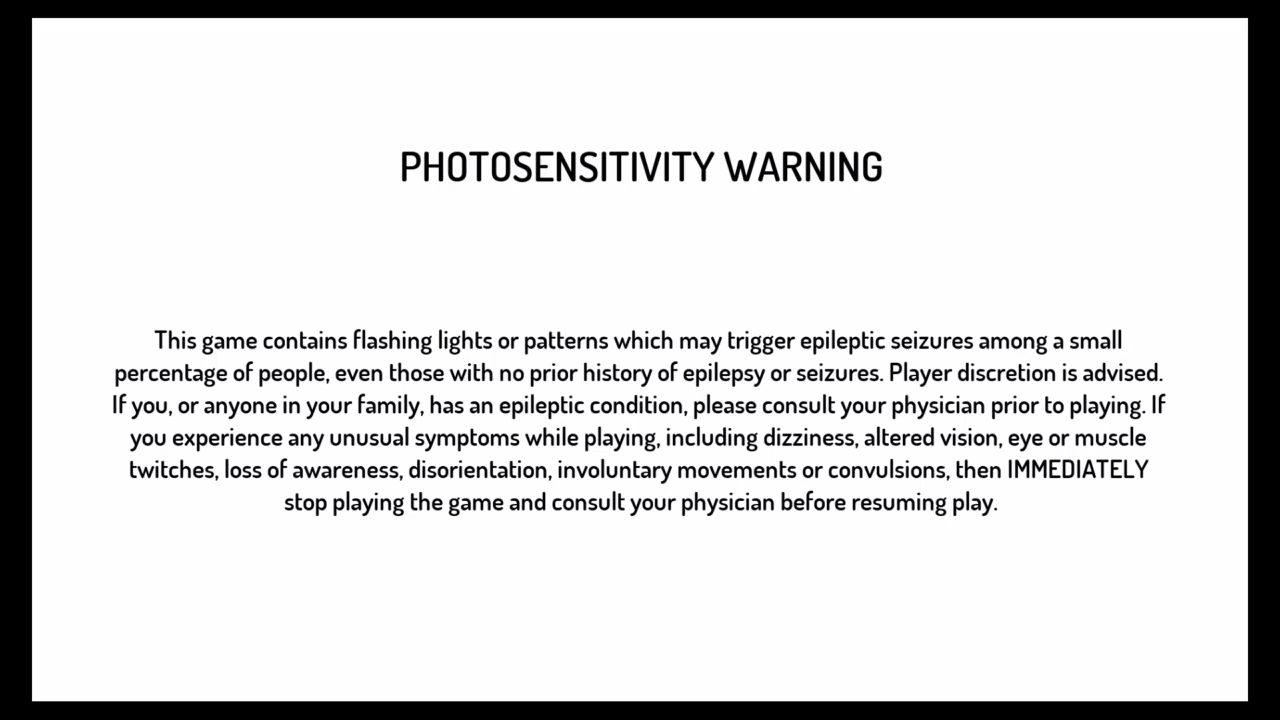 PHOTOSENSITIVITY WARNING
This game contains flashing lights or patterns which may trigger epileptic seizures among a small
percentage of people, even those with no prior history of epilepsy or seizures. Player discretion is advised.
If you, or anyone in your family, has an epileptic condition, please consult your physician prior to playing. If
you experience any unusual symptoms while playing, including dizziness, altered vision, eye or muscle
twitches, loss of awareness, disorientation, involuntary movements or convulsions, then IMMEDIATELY
stop playing the game and consult your physician before resuming play.